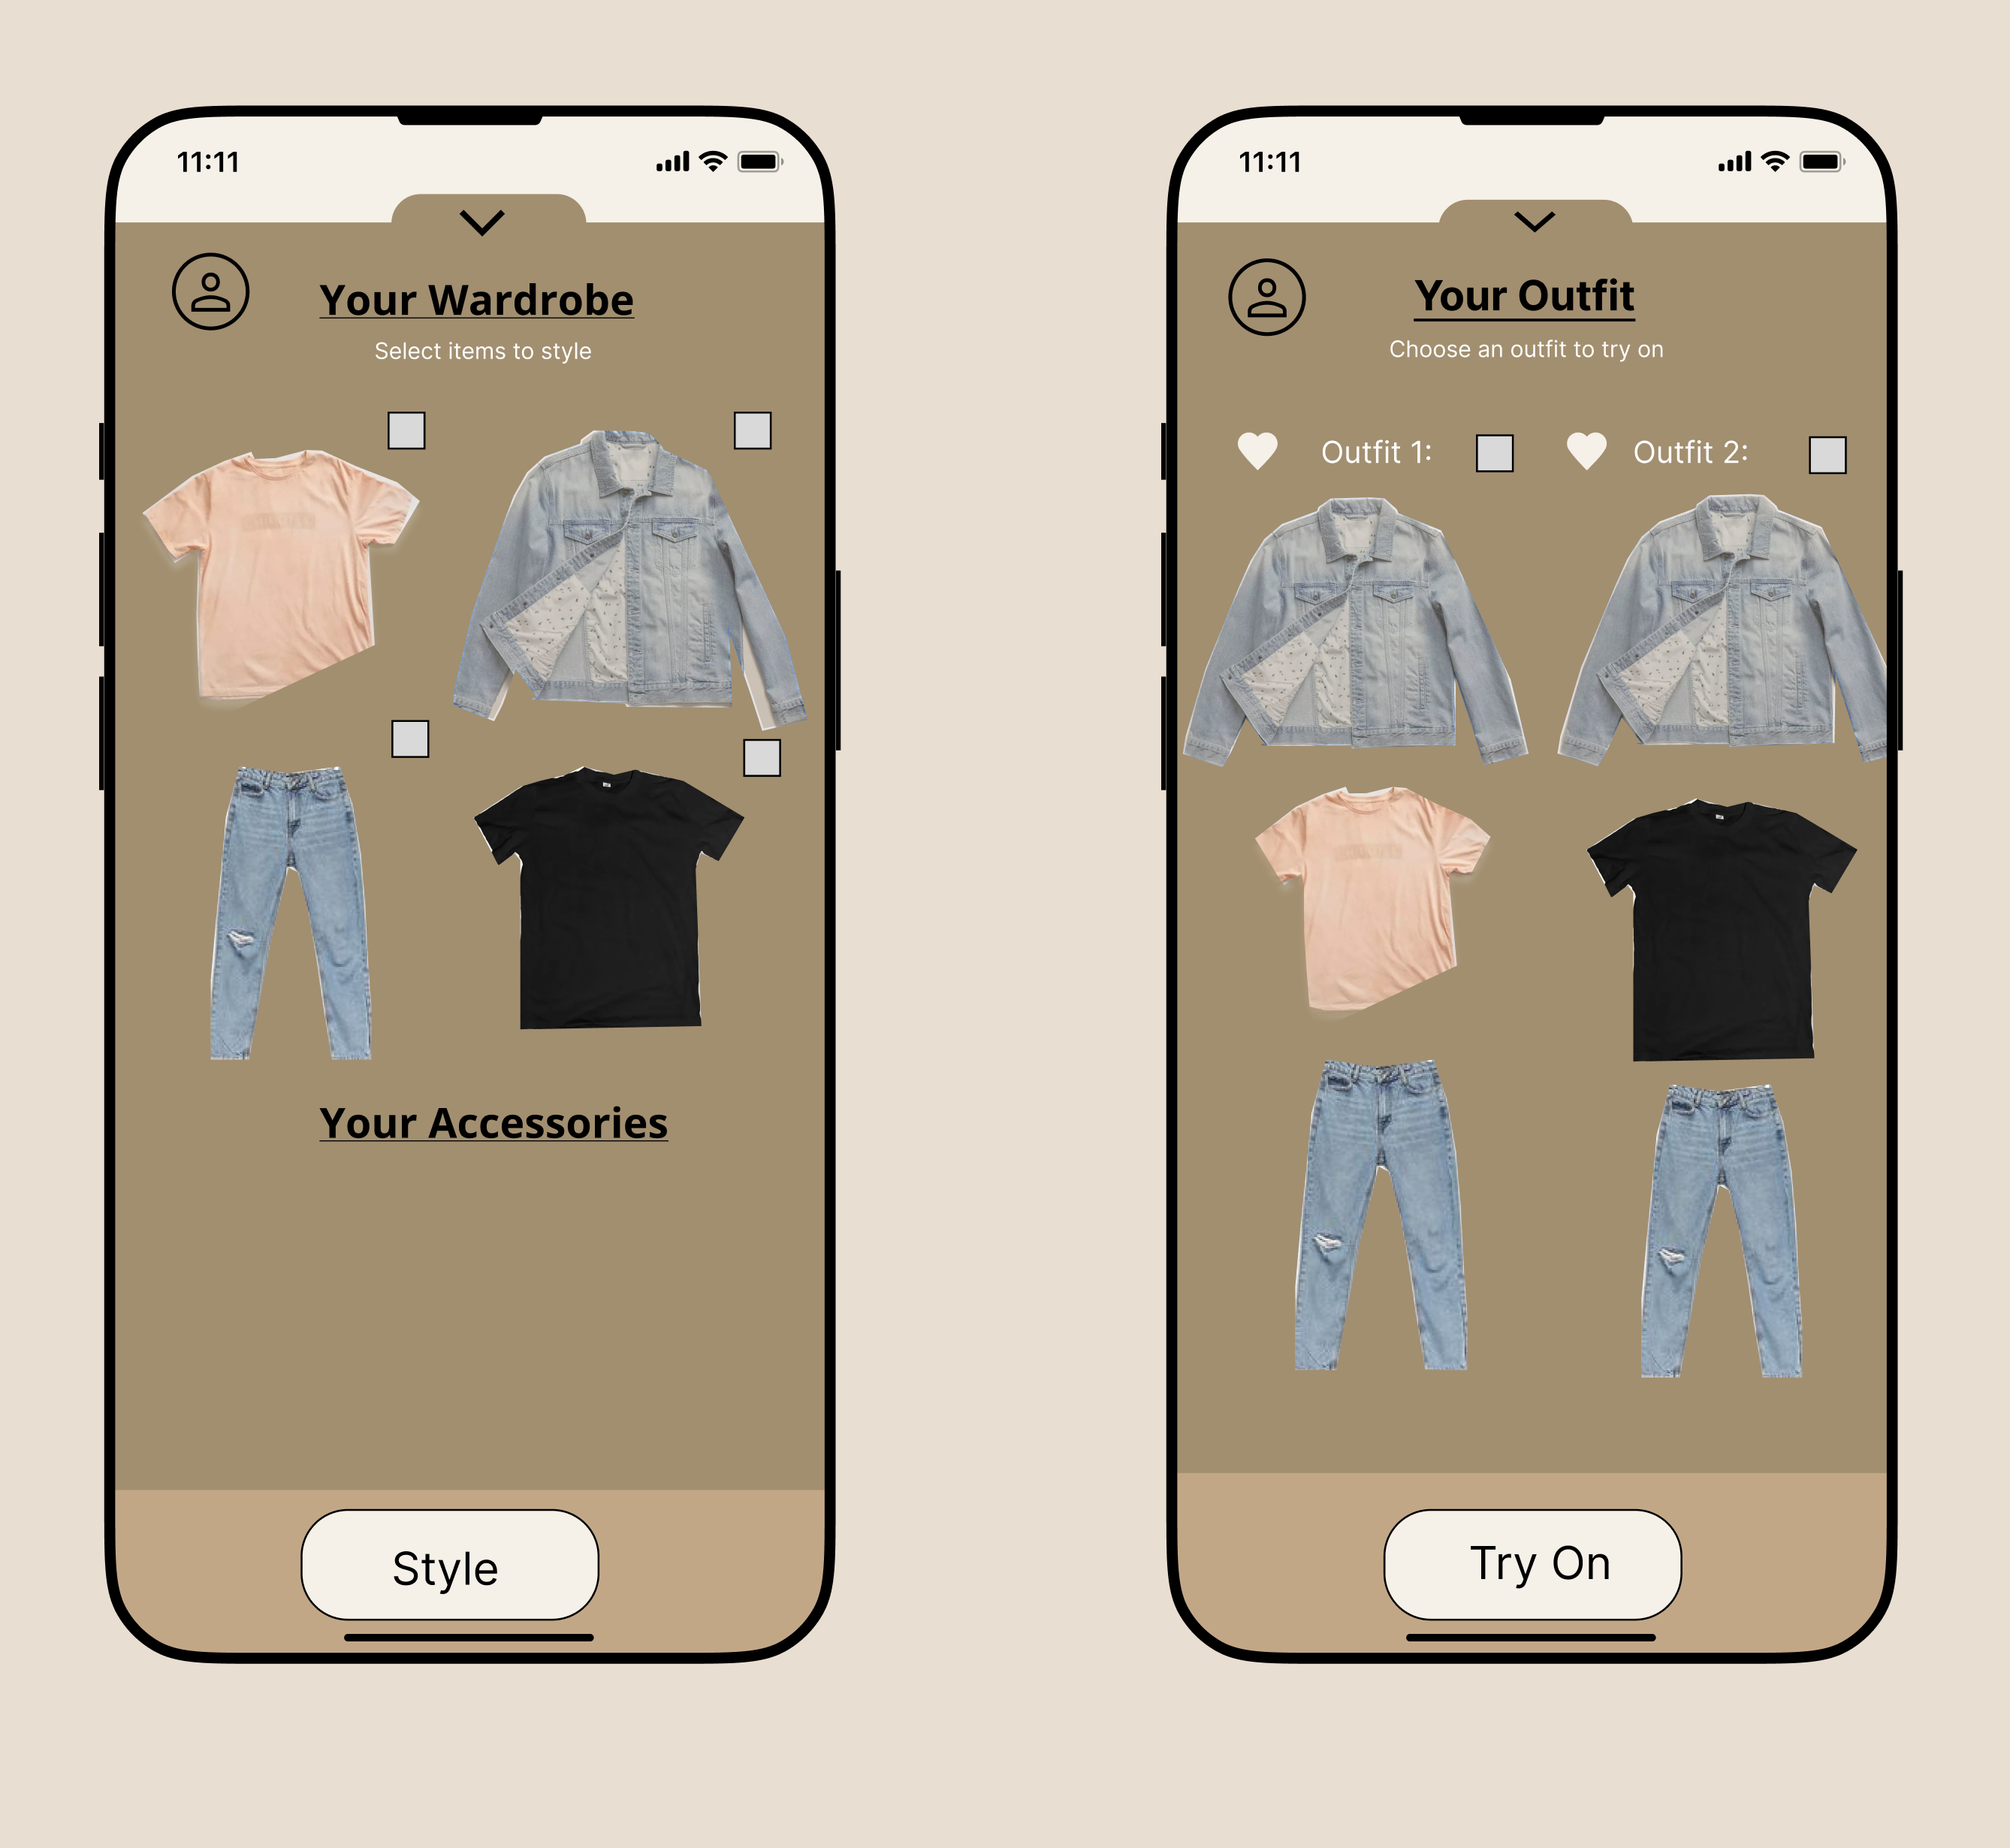 11:11
Your Wardrobe
Select items to style
Your Accessories
Style
11:11
Your Outfit
Choose an outfit to try on
Outfit 1:
Outfit 2:
Try On